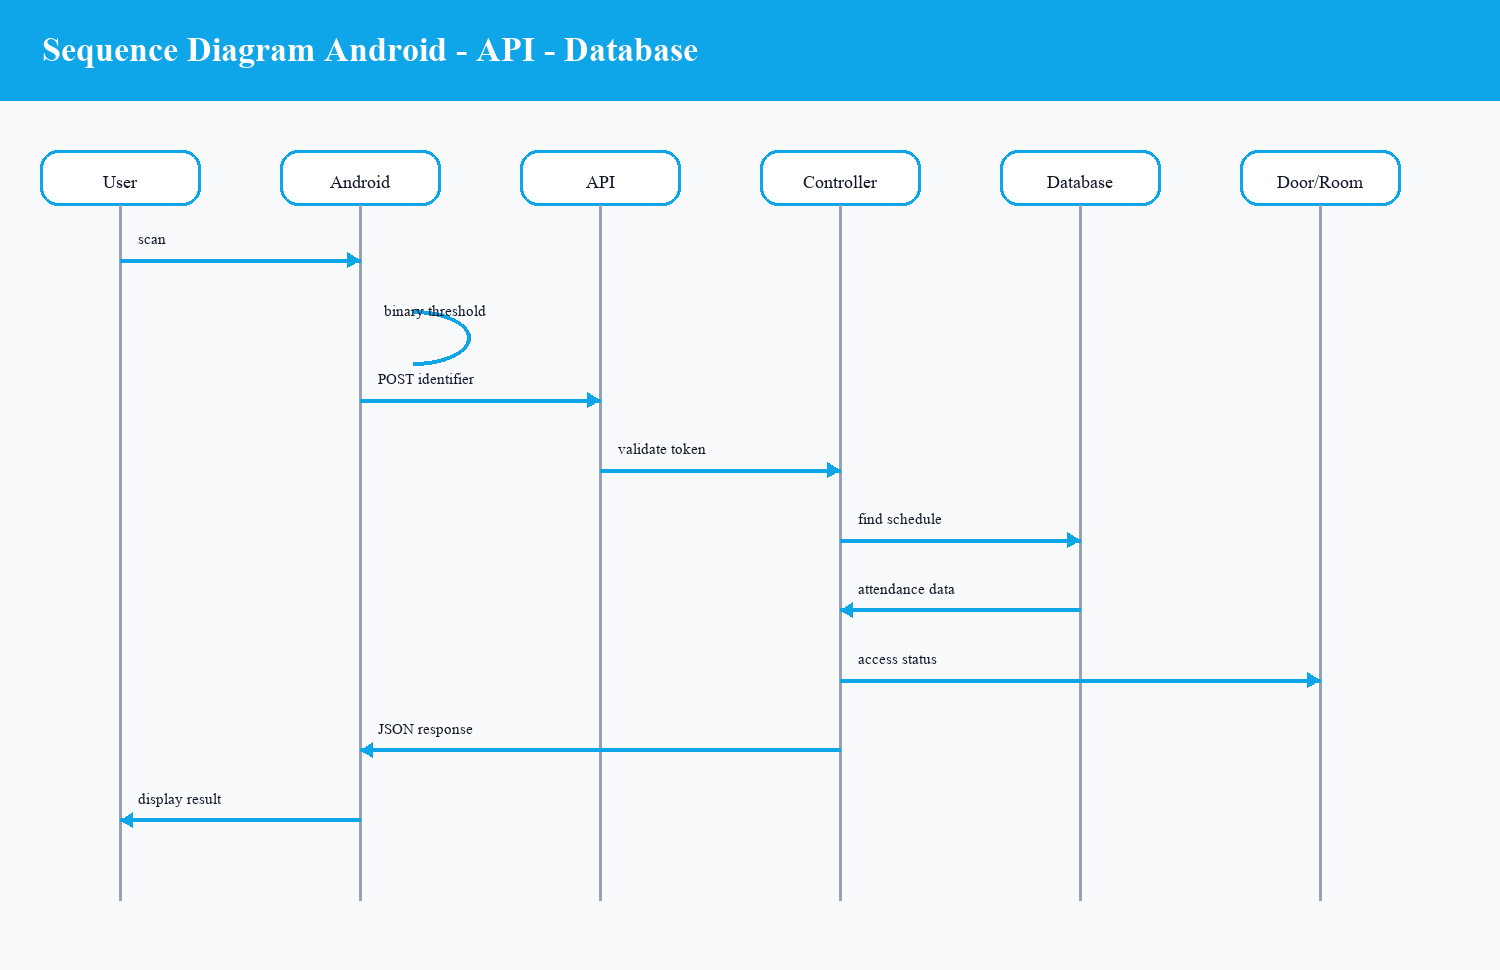 Sequence Diagram Android - API - Database
User
Android
API
Controller
Database
Door/Room
scan
binary threshold
POST identifier
validate token
find schedule
attendance data
access status
JSON response
display result